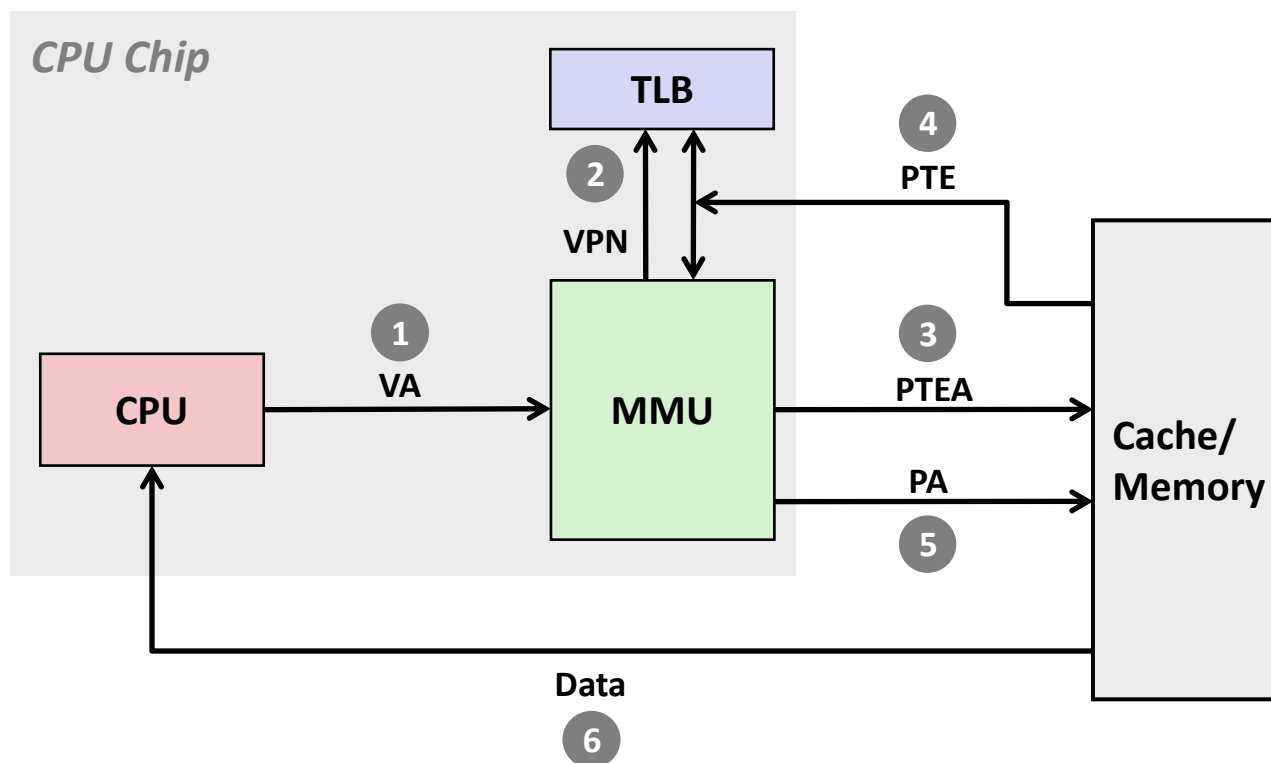 CPU Chip
TLB
4
PTE
2
VPN
1
VA
3
PTEA
CPU
MMU
Cache/
Memory
PA
5
Data
6